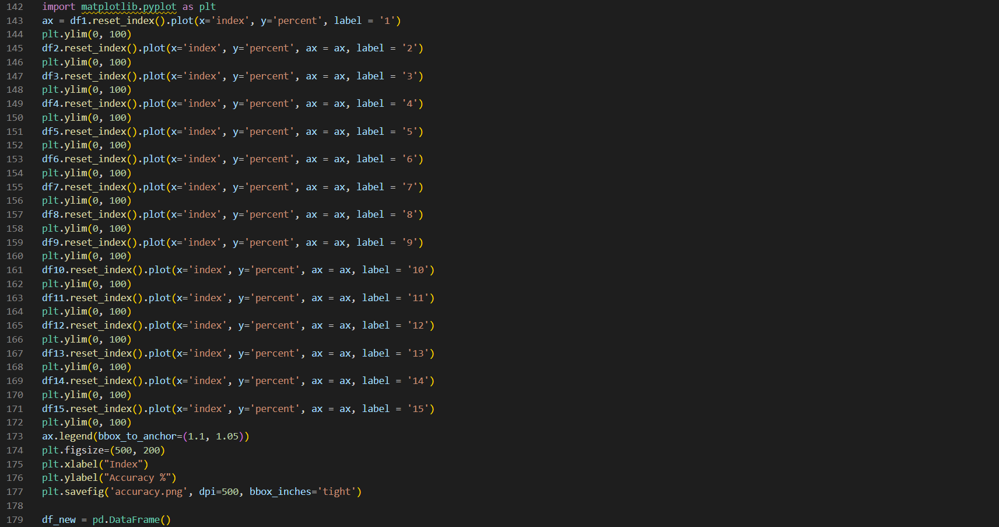 142 import matplotlib.pyplot as plt
143 ax = df1.reset_index().plot(x='index', y='percent', label = '1')
144 plt.ylim(0, 100)
145 df2.reset_index().plot(x='index', y='percent', ax = ax, label = '2')
146 plt.ylim(0, 100)
147 df3.reset_index().plot(x='index', y='percent', ax = ax, label = '3')
148 plt.ylim(0, 100)
149 df4.reset_index().plot(x='index', y='percent', ax = ax, label = '4')
150 plt.ylim(0, 100)
151 df5.reset_index().plot(x='index', y='percent', ax = ax, label = '5')
152 plt.ylim(0, 100)
153 df6.reset_index().plot(x='index', y='percent', ax = ax, label = '6')
154 plt.ylim(0, 100)
155 df7.reset_index().plot(x='index', y='percent', ax = ax, label = '7')
156 plt.ylim(0, 100)
157 df8.reset_index().plot(x='index', y='percent', ax = ax, label = '8')
158 plt.ylim(0, 100)
159 df9.reset_index().plot(x='index', y='percent', ax = ax, label = '9')
160 plt.ylim(0, 100)
161 df10.reset_index().plot(x='index', y='percent', ax = ax, label = '10')
162 plt.ylim(0, 100)
163 df11.reset_index().plot(x='index', y='percent', ax = ax, label = '11')
164 plt.ylim(0, 100)
165 df12.reset_index().plot(x='index', y='percent', ax = ax, label = '12')
166 plt.ylim(0, 100)
167 df13.reset_index().plot(x='index', y='percent', ax = ax, label = '13')
168 plt.ylim(0, 100)
169 df14.reset_index().plot(x='index', y='percent', ax = ax, label = '14')
170 plt.ylim(0, 100)
171 df15.reset_index().plot(x='index', y='percent', ax = ax, label = '15')
172 plt.ylim(0, 100)
173 ax.legend(bbox_to_anchor=(1.1, 1.05))
174 plt.figsize=(500, 200)
175 plt.xlabel("Index")
176 plt.ylabel("Accuracy %")
177 plt.savefig('accuracy.png', dpi=500, bbox_inches='tight')
178
179 df_new = pd.DataFrame()